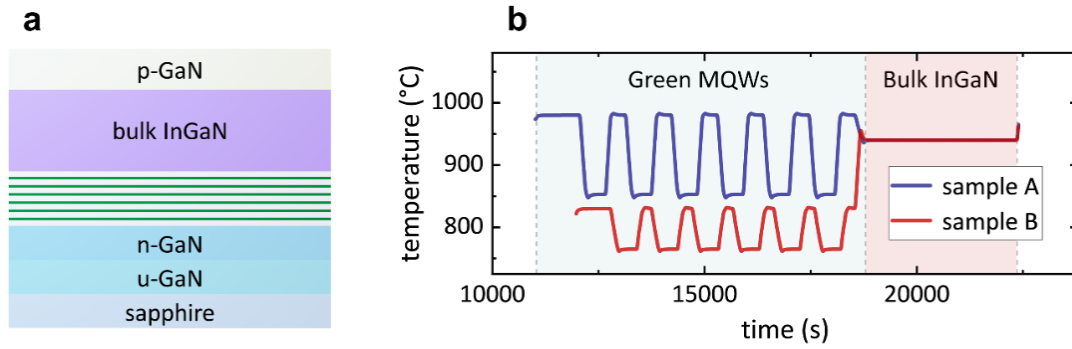 a
p-GaN
bulk InGaN
n-GaN
u-GaN
sapphire
b
Green MQWs
Bulk InGaN
temperature (°C)
1000
900
800
sample A
sample B
10000
15000
20000
time (s)